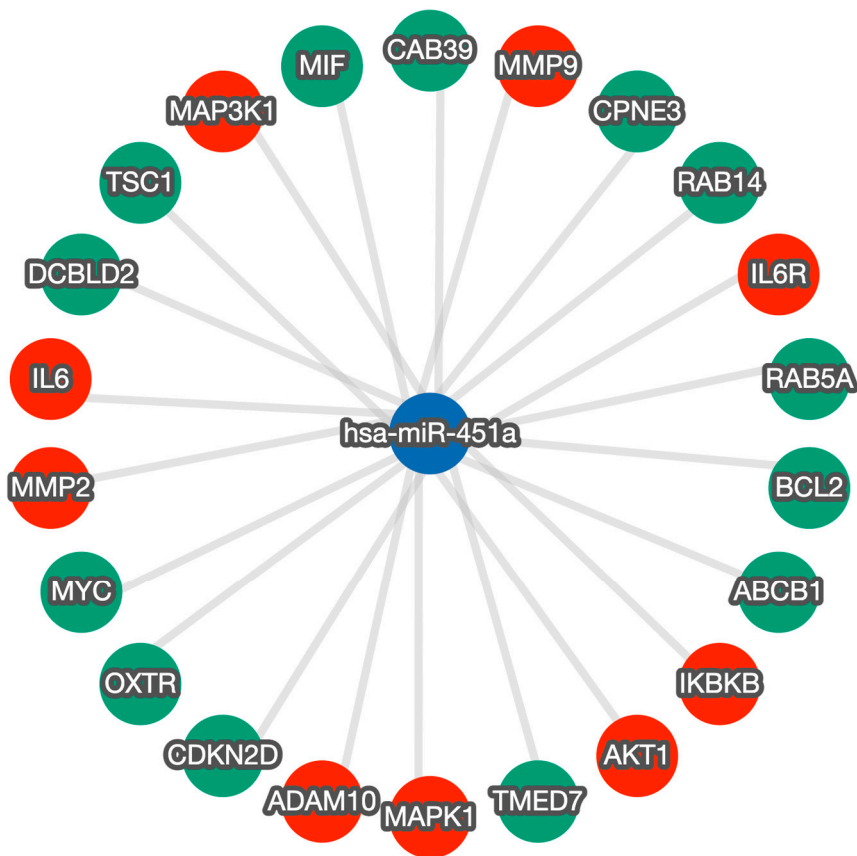 CAB39
MIF
MMP9
MAP3K1
CPNE3
TSC1
RAB14
DCBLD2
IL6R
IL6
RAB5A
hsa-miR-451a
MMP2
BCL2
MYC
ABCB1
OXTR
IKBKB
CDKN2D
AKT1
ADAM10
TMED7
MAPK1